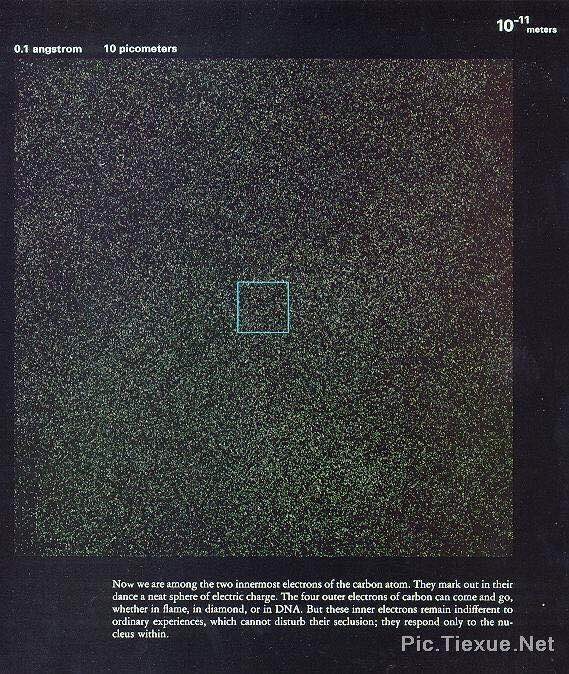 10⁻¹¹ meters
0.1 angstrom 10 picometers
Now we are among the two innermost electrons of the carbon atom. They mark out in their
dance a neat sphere of electric charge. The four outer electrons of carbon can come and go,
whether in flame, in diamond, or in DNA. But these inner electrons remain indifferent to
ordinary experiences, which cannot disturb their seclusion; they respond only to the nu-
cleus within.
Pic.Tiexue.Net